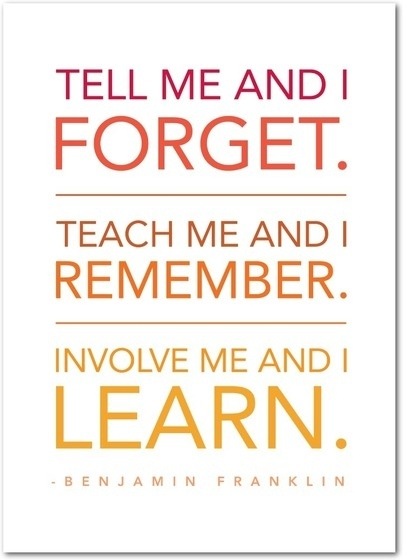 TELL ME AND I
FORGET.
TEACH ME AND I
REMEMBER.
INVOLVE ME AND I
LEARN.
-BENJAMIN FRANKLIN